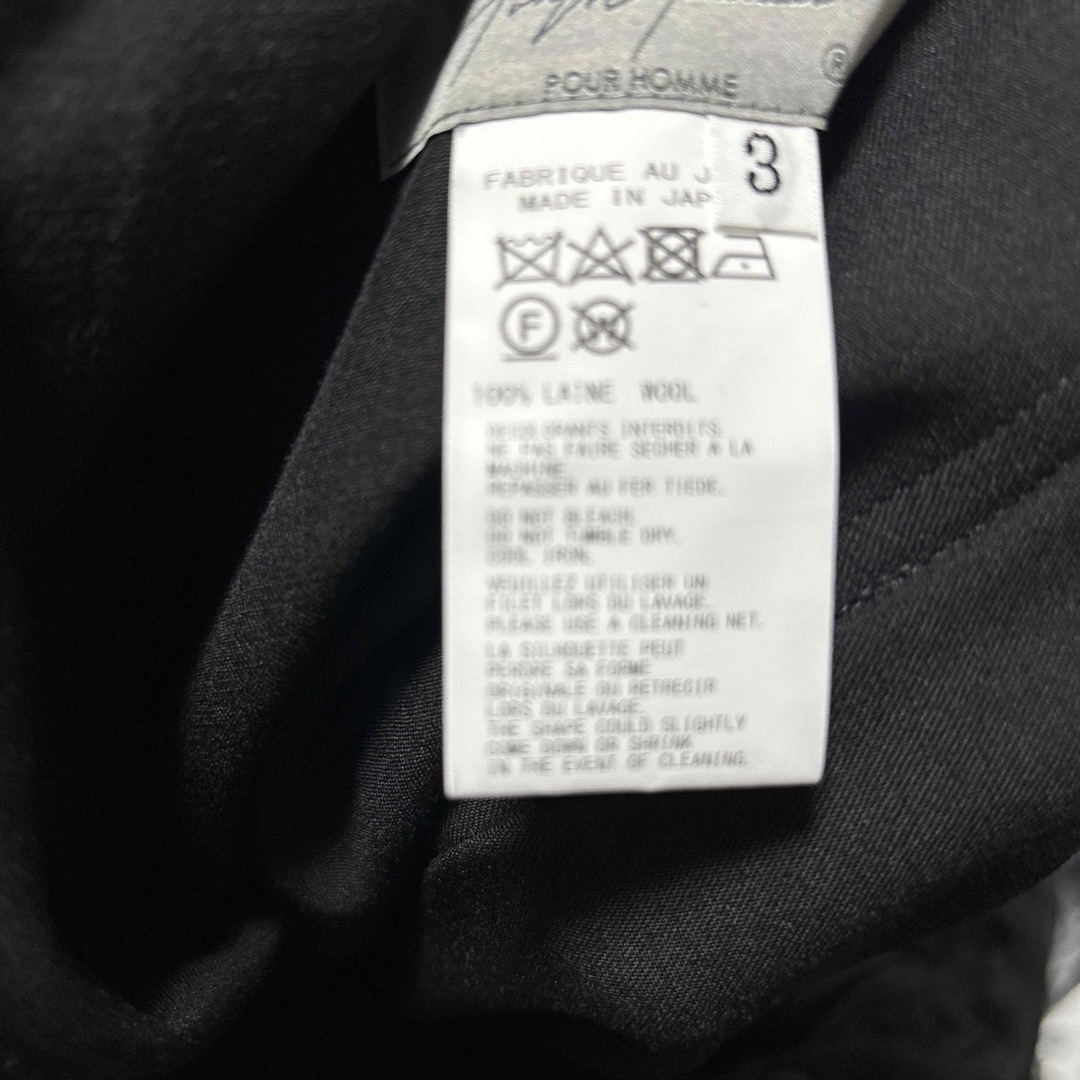 POUR HOMME
®
3
FABRIQUE AU J
MADE IN JAP
F
W
100% LAINE WOOL
DECOLORANTS INTERDITS.
NE PAS FAIRE SECHER A LA
MACHINE.
REPASSER AU FER TIEDE.
DO NOT BLEACH.
DO NOT TUMBLE DRY.
COOL IRON.
VEUILLEZ UTILISER UN
FILET LORS DU LAVAGE.
PLEASE USE A CLEANING NET.
LA SILHOUETTE PEUT
PERDRE SA FORME
ORIGINALE OU RETRECIR
LORS DU LAVAGE.
THE SHAPE COULD SLIGHTLY
COME DOWN OR SHRINK
IN THE EVENT OF CLEANING.